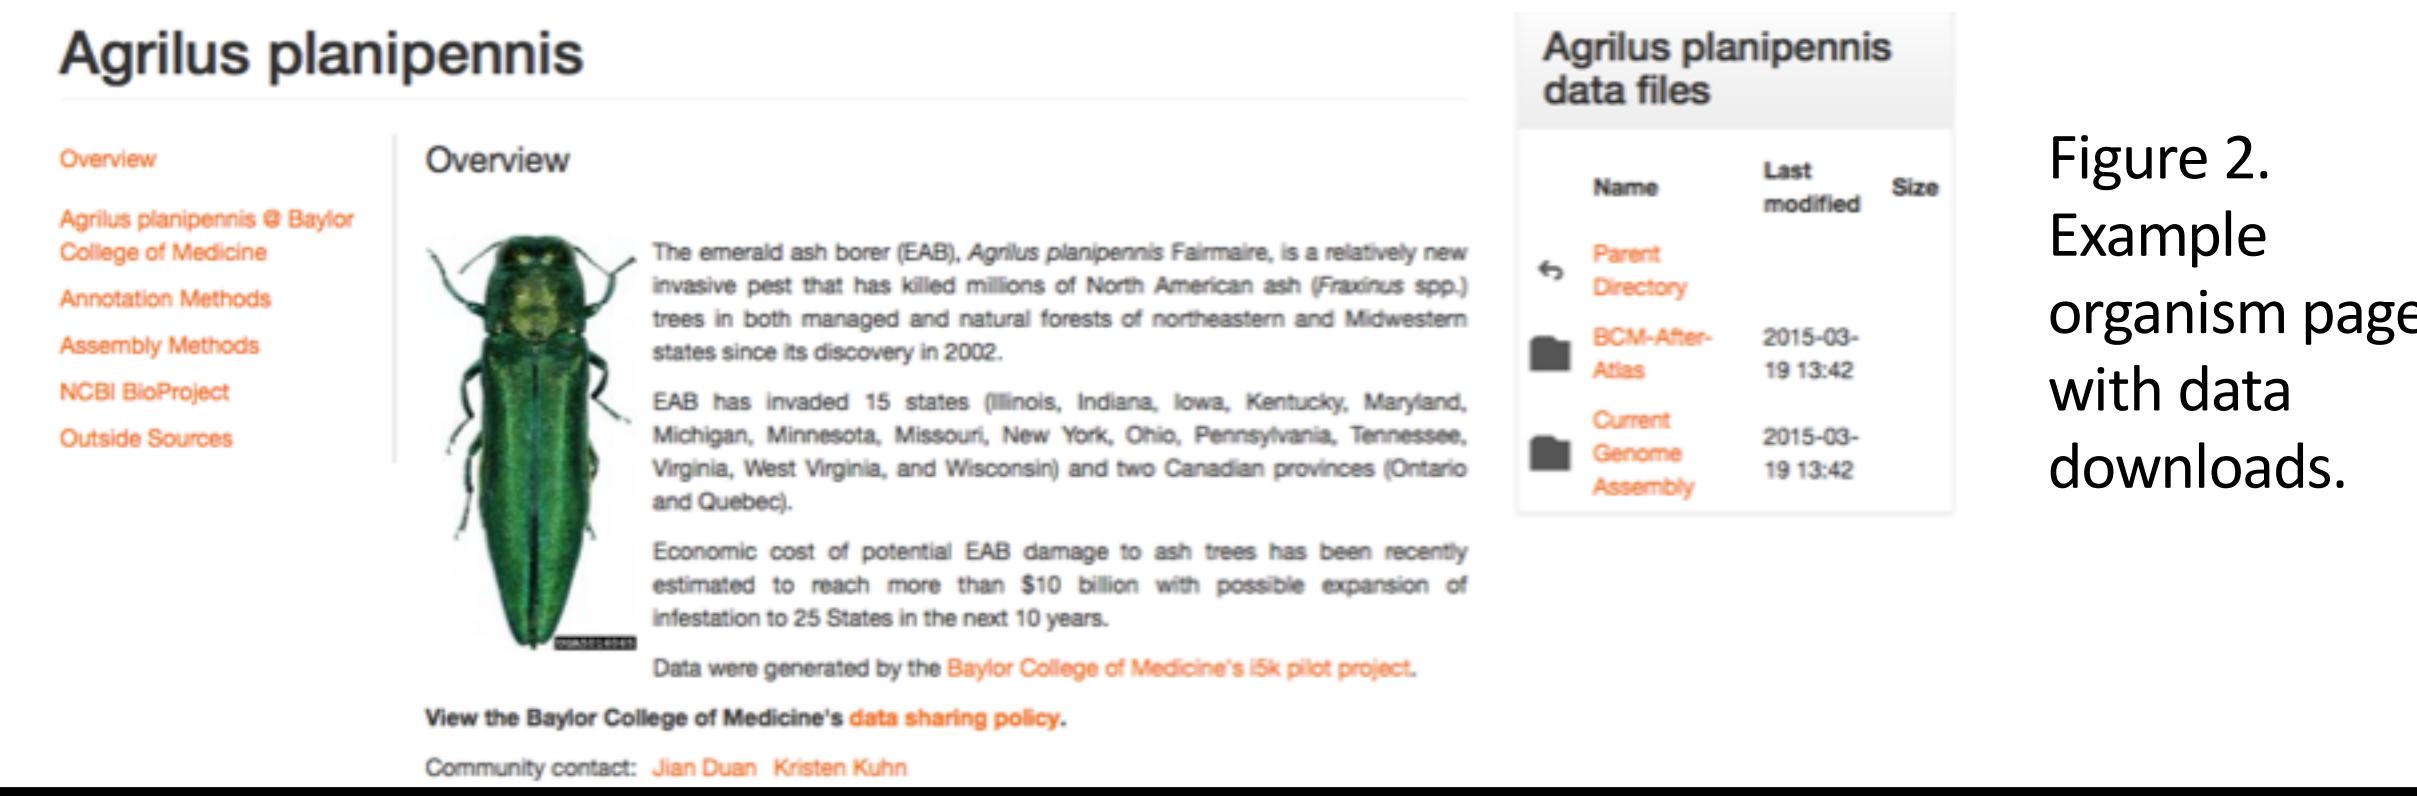 Agrilus planipennis
Overview
Agrilus planipennis @ Baylor
College of Medicine
Annotation Methods
Assembly Methods
NCBI BioProject
Outside Sources
Overview
The emerald ash borer (EAB), Agrilus planipennis Fairmaire, is a relatively new
invasive pest that has killed millions of North American ash (Fraxinus spp.)
trees in both managed and natural forests of northeastern and Midwestern
states since its discovery in 2002.
EAB has invaded 15 states (Illinois, Indiana, Iowa, Kentucky, Maryland,
Michigan, Minnesota, Missouri, New York, Ohio, Pennsylvania, Tennessee,
Virginia, West Virginia, and Wisconsin) and two Canadian provinces (Ontario
and Quebec).
Economic cost of potential EAB damage to ash trees has been recently
estimated to reach more than $10 billion with possible expansion of
infestation to 25 States in the next 10 years.
Data were generated by the Baylor College of Medicine's i5k pilot project.
View the Baylor College of Medicine's data sharing policy.
Community contact: Jian Duan Kristen Kuhn
Agrilus planipennis
data files
Name Last modified Size
Parent
Directory
BCM-After- 2015-03-
Atlas 19 13:42
Current
Genome 2015-03-
Assembly 19 13:42
Figure 2.
Example
organism page
with data
downloads.